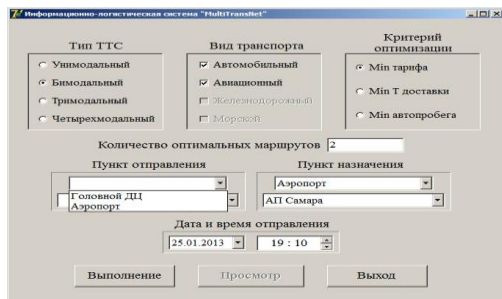 Информационно-логистическая система "MultiTransNet"
Тип ТТС
Унимодальный
Бимодальный
Тримодальный
Четырехмодальный
Вид транспорта
Автомобильный
Авиационный
Железнодорожный
Морской
Критерий
оптимизации
Min тарифа
Min T доставки
Min автопробега
Количество оптимальных маршрутов 2
Пункт отправления
Головной ДЦ
Аэропорт
Пункт назначения
Аэропорт
АП Самара
Дата и время отправления
25.01.2013 19 : 10
Выполнение Просмотр Выход